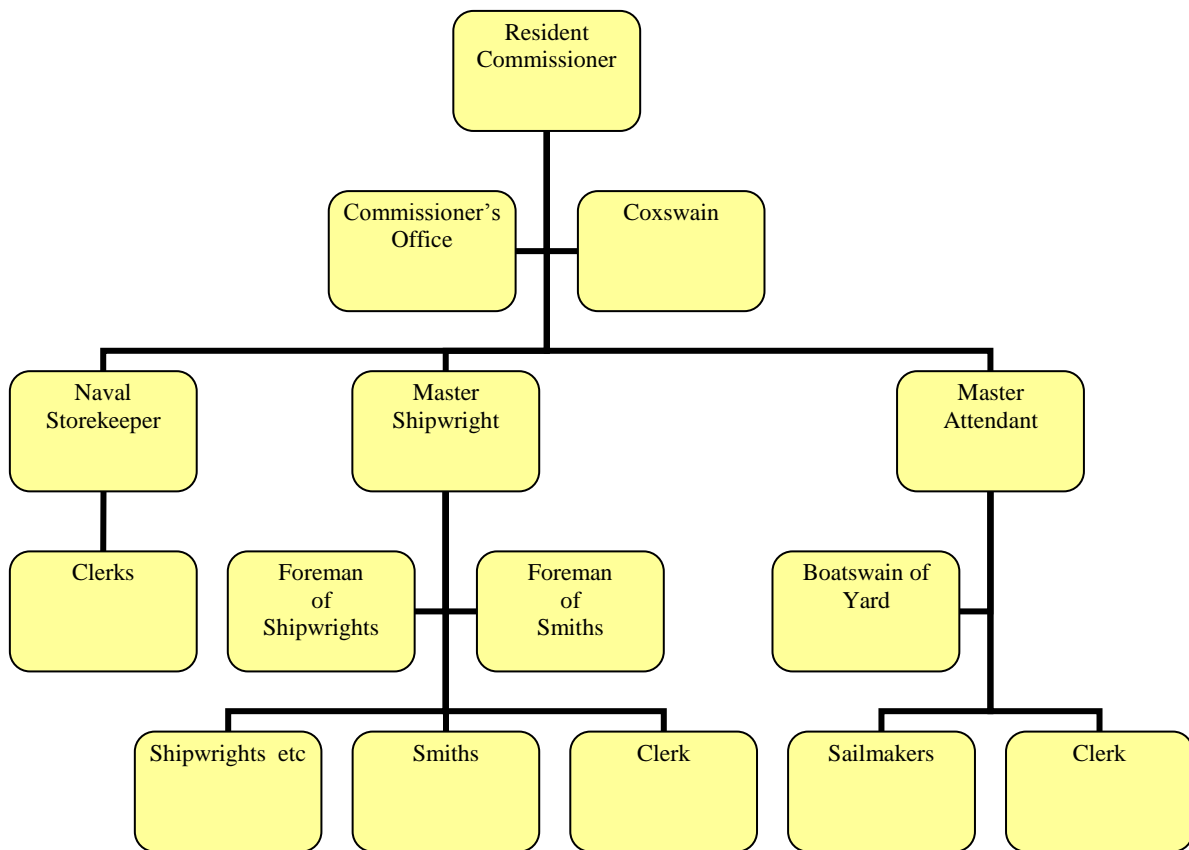 Resident
Commissioner
Commissioner’s
Office
Coxswain
Naval
Storekeeper
Master
Shipwright
Master
Attendant
Clerks
Foreman
of
Shipwrights
Foreman
of
Smiths
Boatswain of
Yard
Shipwrights etc
Smiths
Clerk
Sailmakers
Clerk